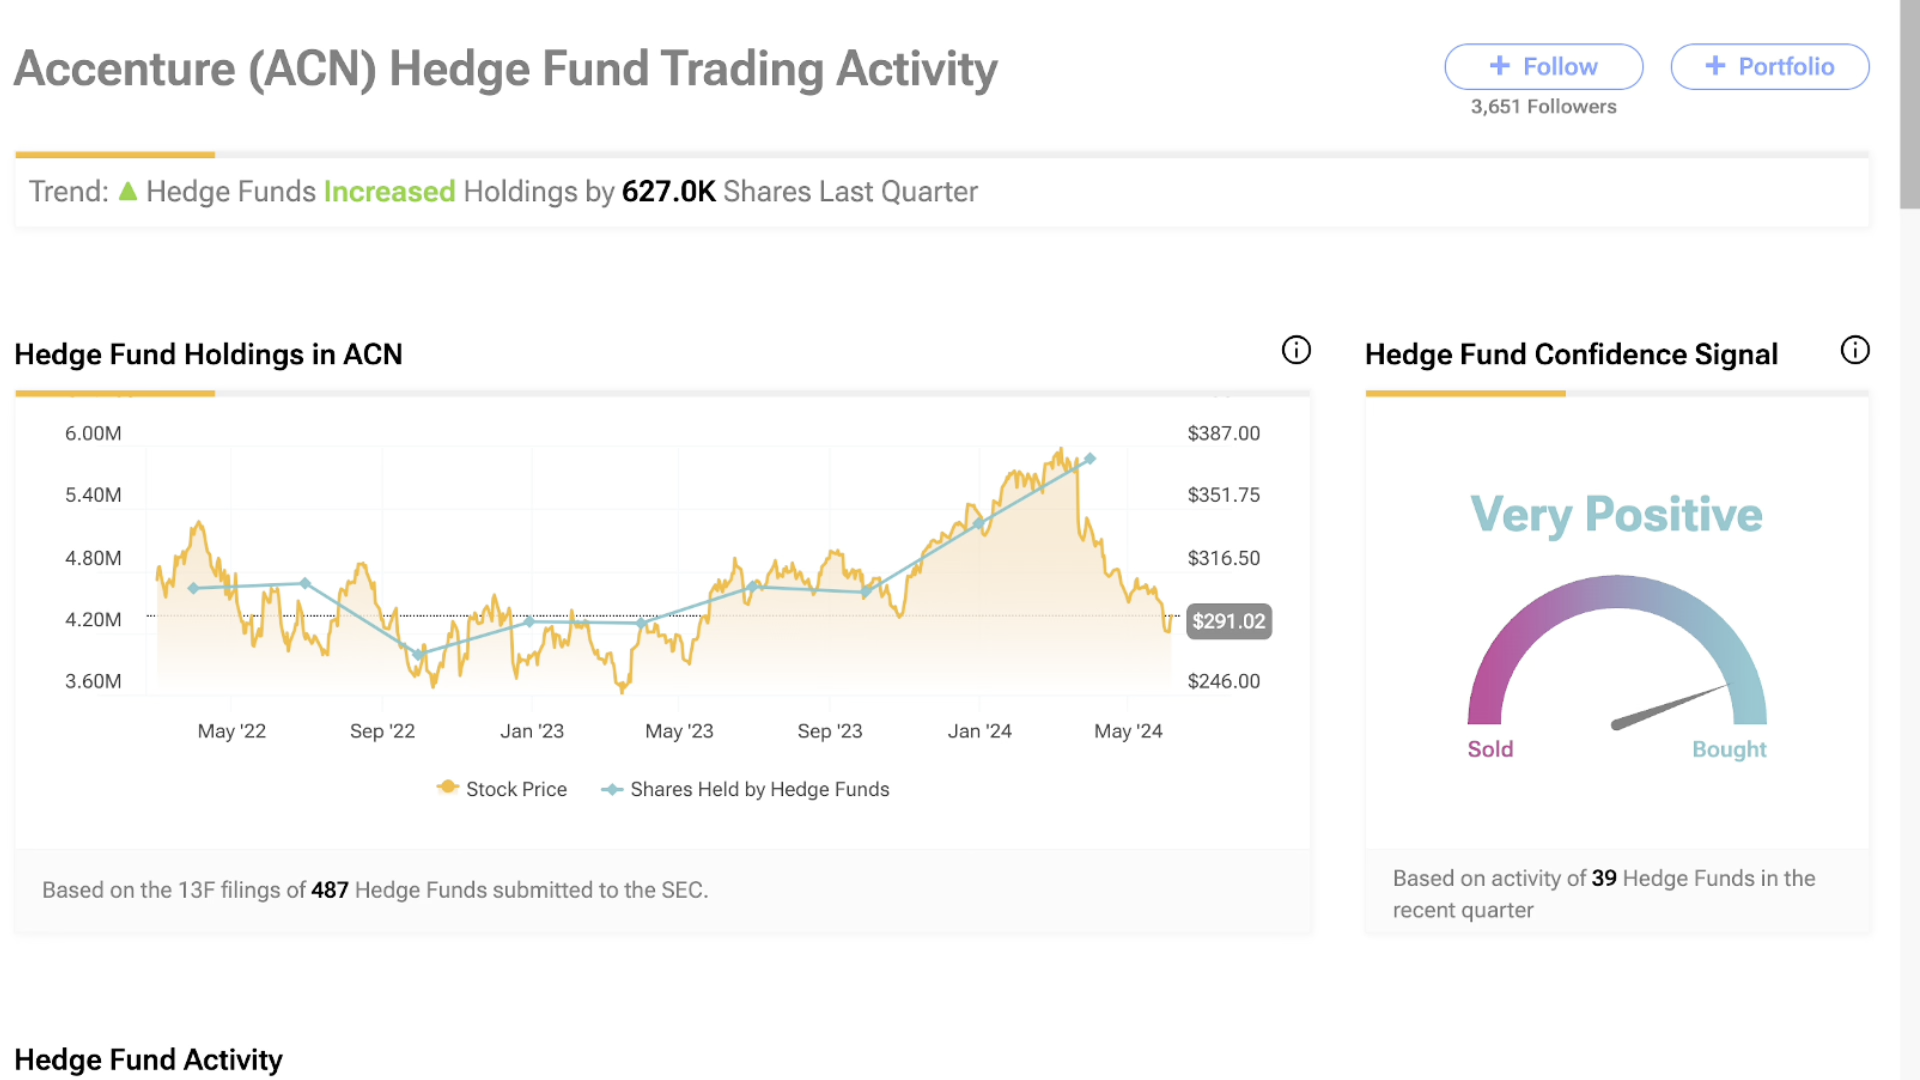 Accenture (ACN) Hedge Fund Trading Activity
+ Follow
+ Portfolio
3,651 Followers
Trend: ▲ Hedge Funds Increased Holdings by 627.0K Shares Last Quarter
Hedge Fund Holdings in ACN
6.00M
5.40M
4.80M
4.20M
3.60M
$387.00
$351.75
$316.50
$291.02
$246.00
May '22
Sep '22
Jan '23
May '23
Sep '23
Jan '24
May '24
Stock Price
Shares Held by Hedge Funds
Based on the 13F filings of 487 Hedge Funds submitted to the SEC.
Hedge Fund Confidence Signal
Very Positive
Sold
Bought
Based on activity of 39 Hedge Funds in the
recent quarter
Hedge Fund Activity